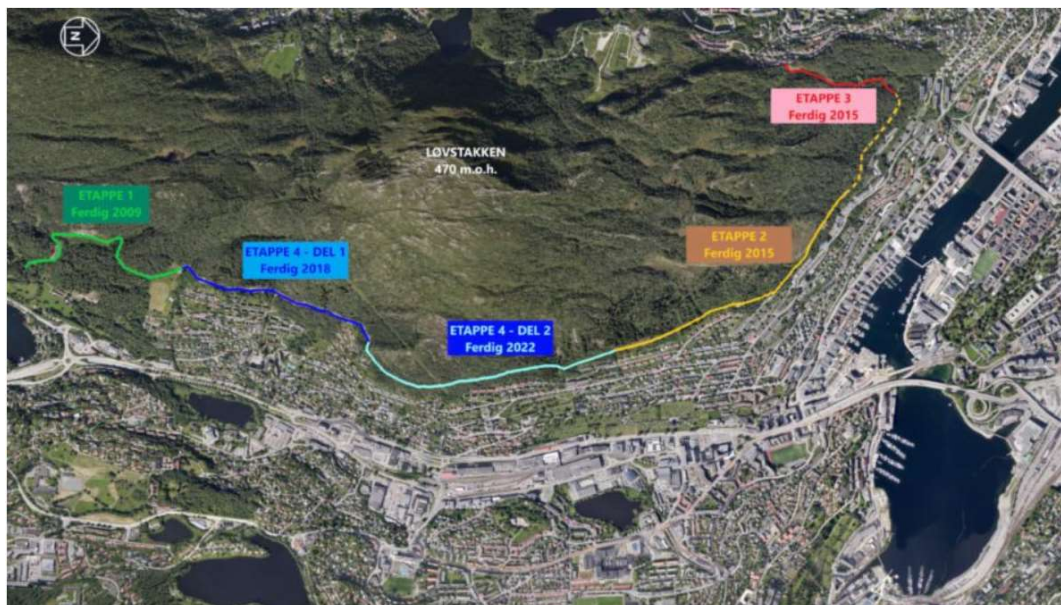 N
LØVSTAKKEN
470 m.o.h.
ETAPPE 1
Ferdig 2009
ETAPPE 4 - DEL 1
Ferdig 2018
ETAPPE 4 - DEL 2
Ferdig 2022
ETAPPE 2
Ferdig 2015
ETAPPE 3
Ferdig 2015